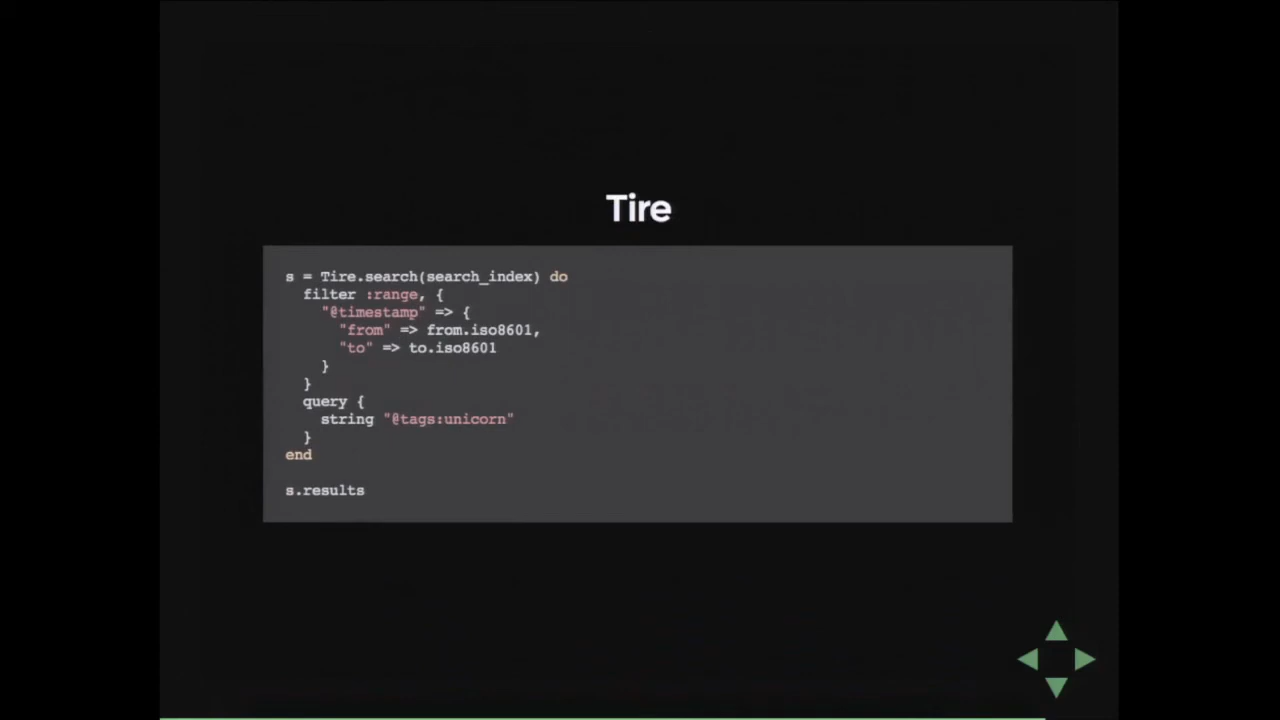 Tire
s = Tire.search(search_index) do
  filter :range, {
    "@timestamp" => {
      "from" => from.iso8601,
      "to" => to.iso8601
    }
  }
  query {
    string "@tags:unicorn"
  }
end
s.results